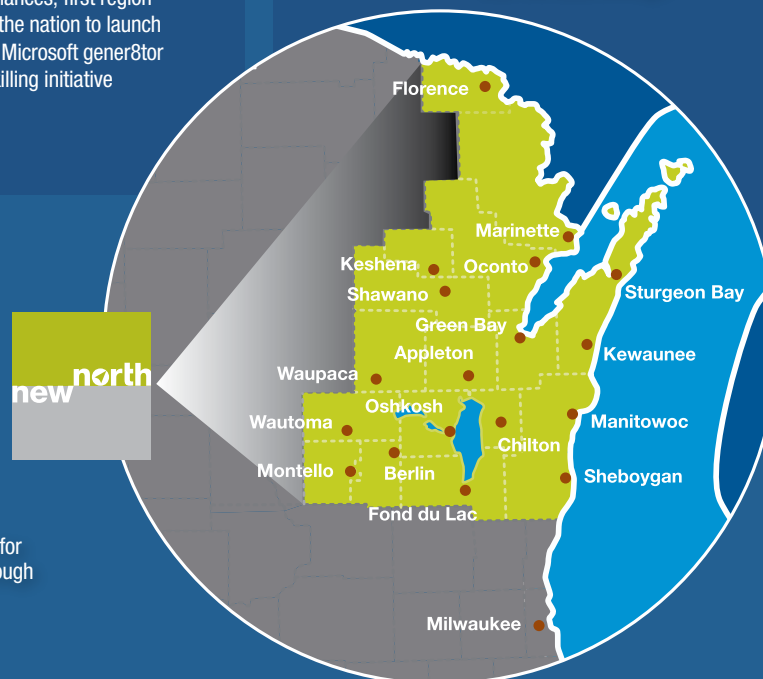 ances, first region
the nation to launch
Microsoft gener8tor
illing initiative
Florence
Marinette
Keshena
Oconto
Shawano
Sturgeon Bay
Green Bay
Appleton
Kewaunee
Waupaca
new north
Oshkosh
Wautoma
Manitowoc
Chilton
Montello
Berlin
Sheboygan
Fond du Lac
for
ough
Milwaukee